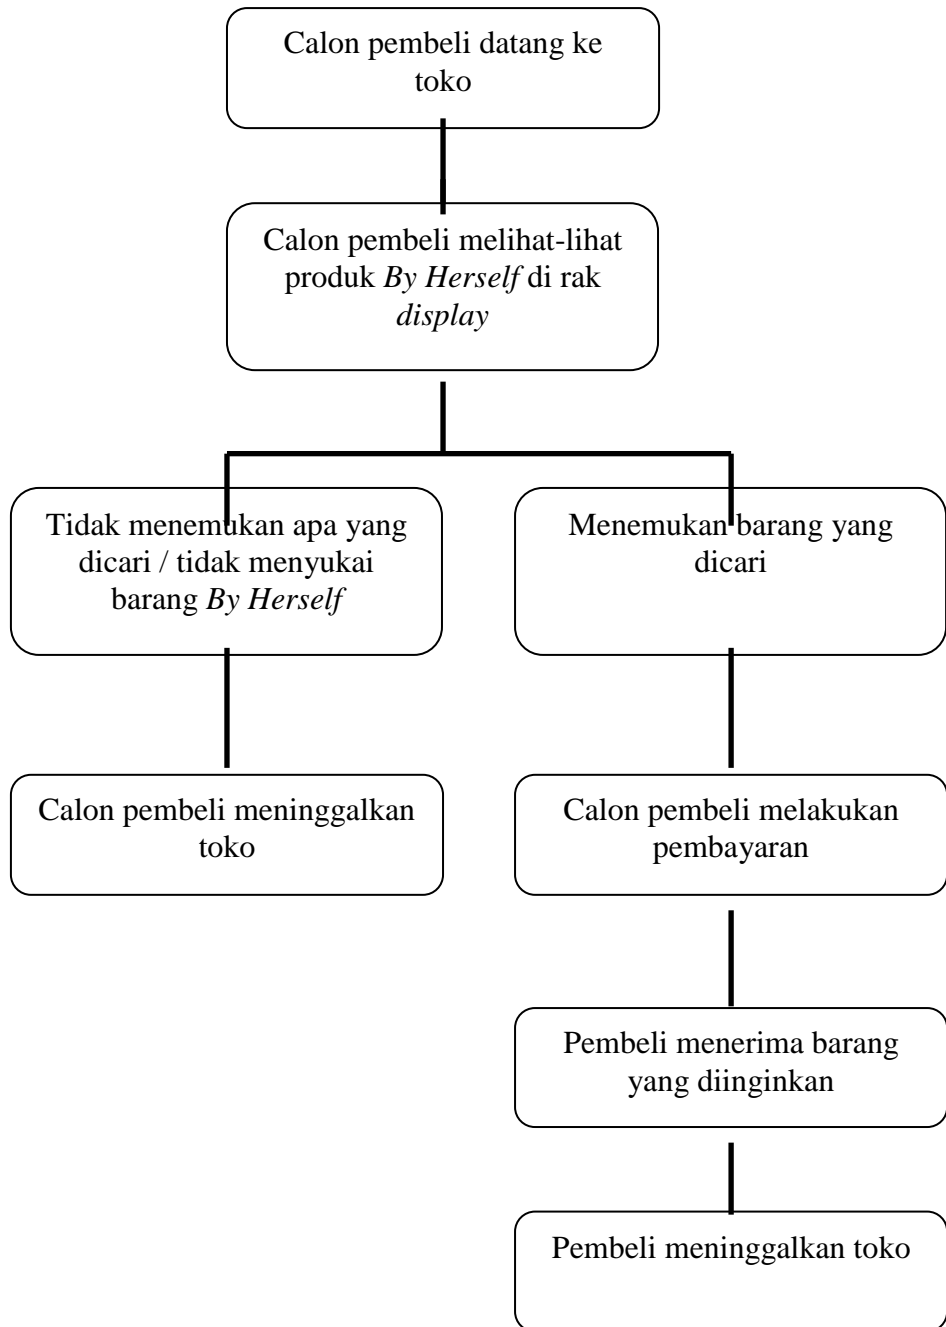 Calon pembeli datang ke
toko
Calon pembeli melihat-lihat
produk By Herself di rak
display
Tidak menemukan apa yang
dicari / tidak menyukai
barang By Herself
Menemukan barang yang
dicari
Calon pembeli meninggalkan
toko
Calon pembeli melakukan
pembayaran
Pembeli menerima barang
yang diinginkan
Pembeli meninggalkan toko